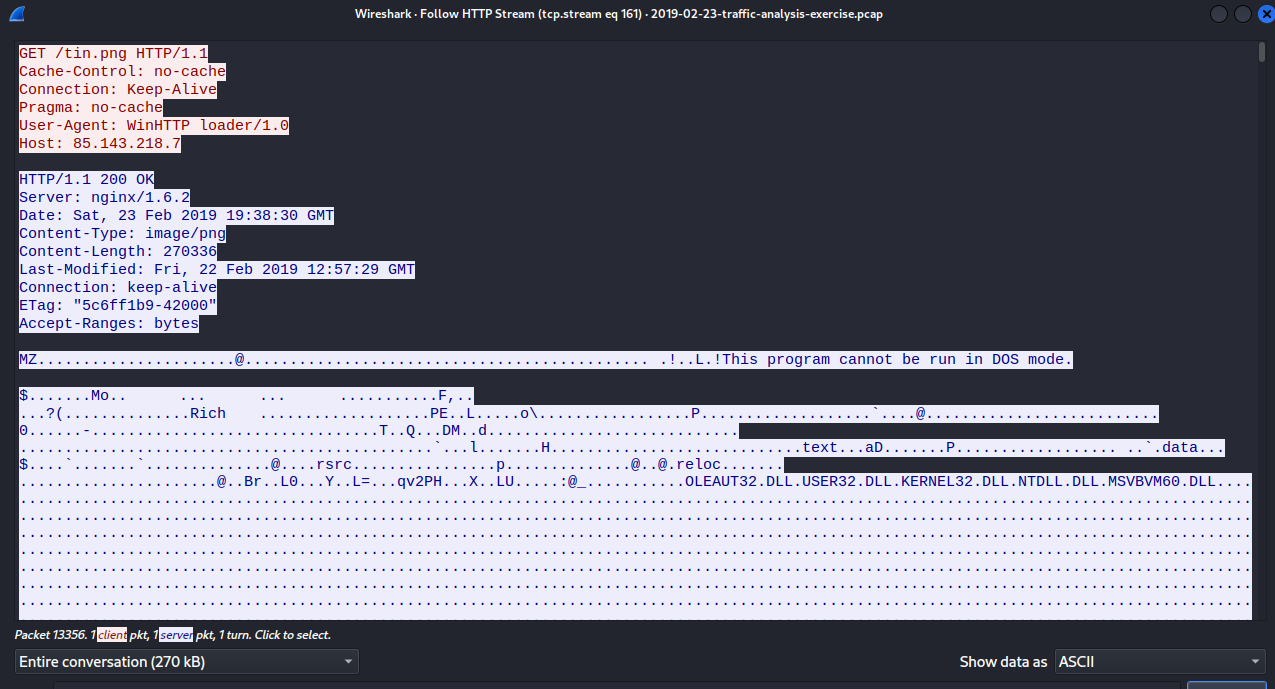 Wireshark · Follow HTTP Stream (tcp.stream eq 161) · 2019-02-23-traffic-analysis-exercise.pcap
GET /tin.png HTTP/1.1
Cache-Control: no-cache
Connection: Keep-Alive
Pragma: no-cache
User-Agent: WinHTTP loader/1.0
Host: 85.143.218.7
HTTP/1.1 200 OK
Server: nginx/1.6.2
Date: Sat, 23 Feb 2019 19:38:30 GMT
Content-Type: image/png
Content-Length: 270336
Last-Modified: Fri, 22 Feb 2019 12:57:29 GMT
Connection: keep-alive
ETag: "5c6ff1b9-42000"
Accept-Ranges: bytes
MZ......................@............................................. .!..L.!This program cannot be run in DOS mode.
$.......Mo.. ... ... ...........F,..
...?(..............Rich ...................PE..L.....o\.................P...................`....@..........................
0......-................................T..Q...DM..d............................
..............................................` ...l.......H............................text...aD.......P.................. ..`.data...
$....`.......`..............@....rsrc................p..............@..@.reloc.......
......................@..Br..L0...Y..L=...qv2PH...X..LU.....:@_...........OLEAUT32.DLL.USER32.DLL.KERNEL32.DLL.NTDLL.DLL.MSVBVM60.DLL....
Packet 13356. 1 client pkt, 1 server pkt, 1 turn. Click to select.
Entire conversation (270 kB) Show data as ASCII